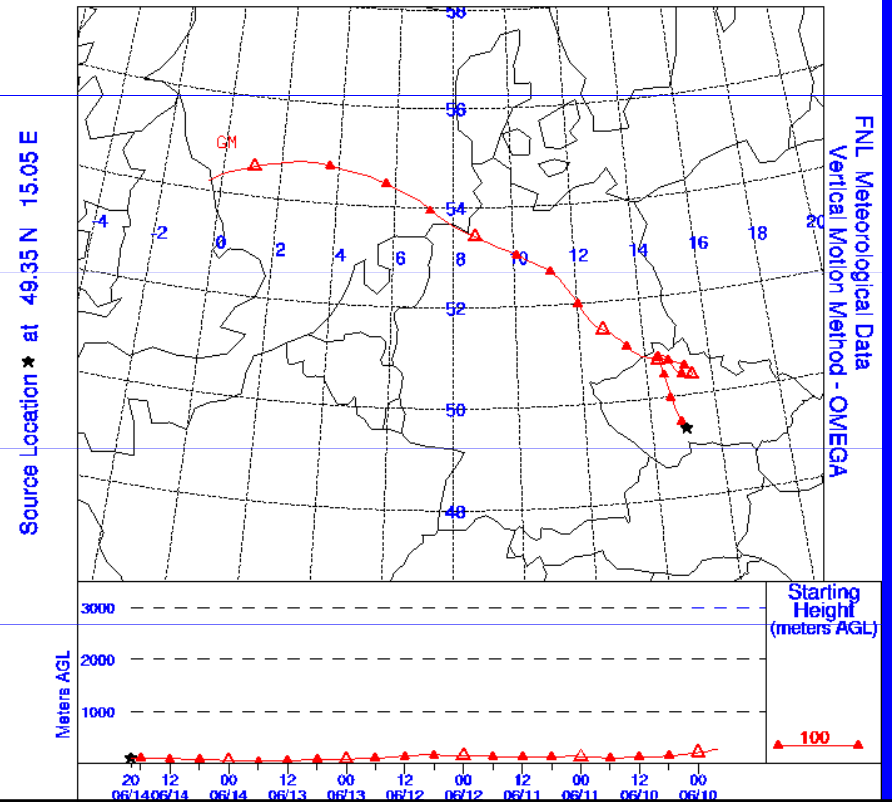 Source Location ★ at 49.35 N 15.05 E
58
56
GM
54
-4
-2
0
2
4
6
8
10
12
14
16
18
20
52
50
48
FNL Meteorological Data
Vertical Motion Method - OMEGA
Meters AGL
3000
2000
1000
Starting
Height
(meters AGL)
100
20 12 00 12 00 12 00 12 00 12 00
06/14 06/14 06/14 06/13 06/13 06/12 06/12 06/11 06/11 06/10 06/10